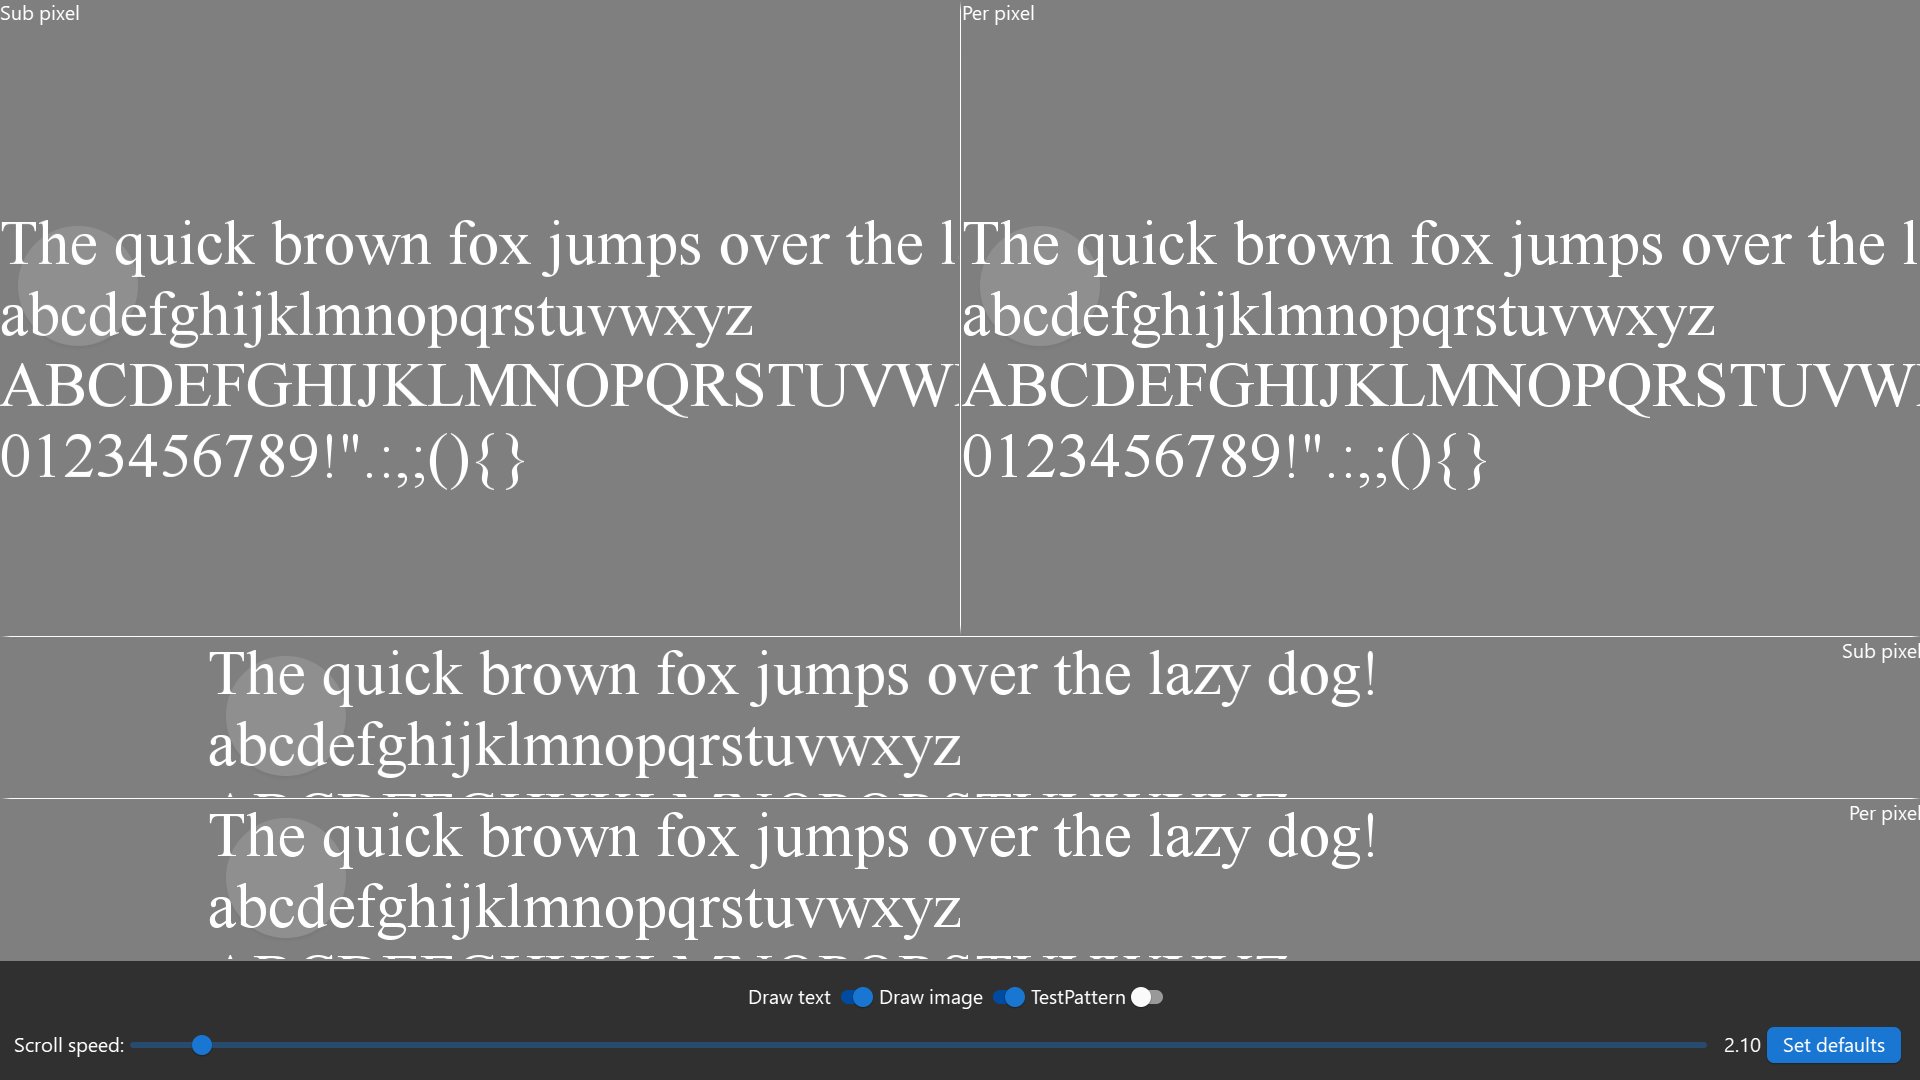 Sub pixel
Per pixel
The quick brown fox jumps over the l
abcdefghijklmnopqrstuvwxyz
ABCDEFGHIJKLMNOPQRSTUVW
0123456789!".:,;(){}
The quick brown fox jumps over the l
abcdefghijklmnopqrstuvwxyz
ABCDEFGHIJKLMNOPQRSTUVW
0123456789!".:,;(){}
Sub pixel
The quick brown fox jumps over the lazy dog!
abcdefghijklmnopqrstuvwxyz
Per pixel
The quick brown fox jumps over the lazy dog!
abcdefghijklmnopqrstuvwxyz
Draw text Draw image TestPattern
Scroll speed: 2.10 Set defaults